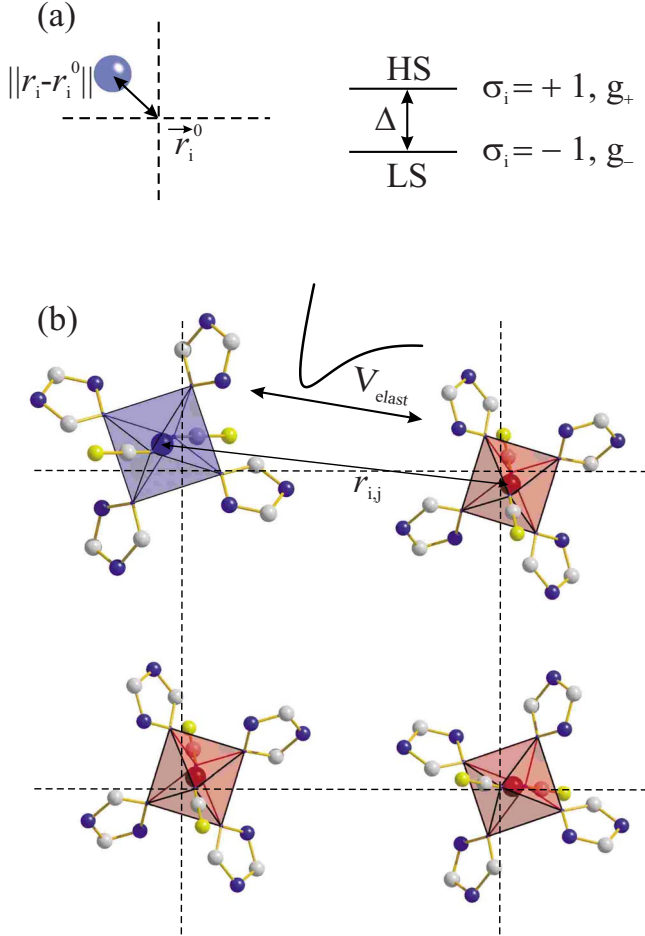 (a)
||r_i-r_i^0||
r_i^0
HS
σ_i = + 1, g_+
Δ
σ_i = − 1, g_−
LS
(b)
V_elast
r_i,j